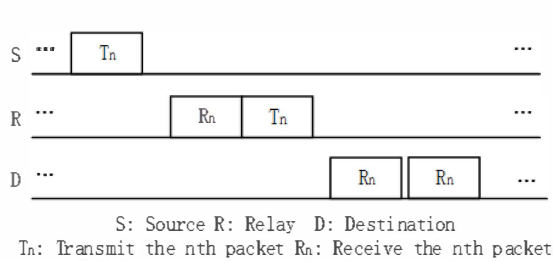 S ... Tn ...
R ... Rn Tn ...
D ... Rn Rn ...
S: Source R: Relay D: Destination
Tn: Transmit the nth packet Rn: Receive the nth packet